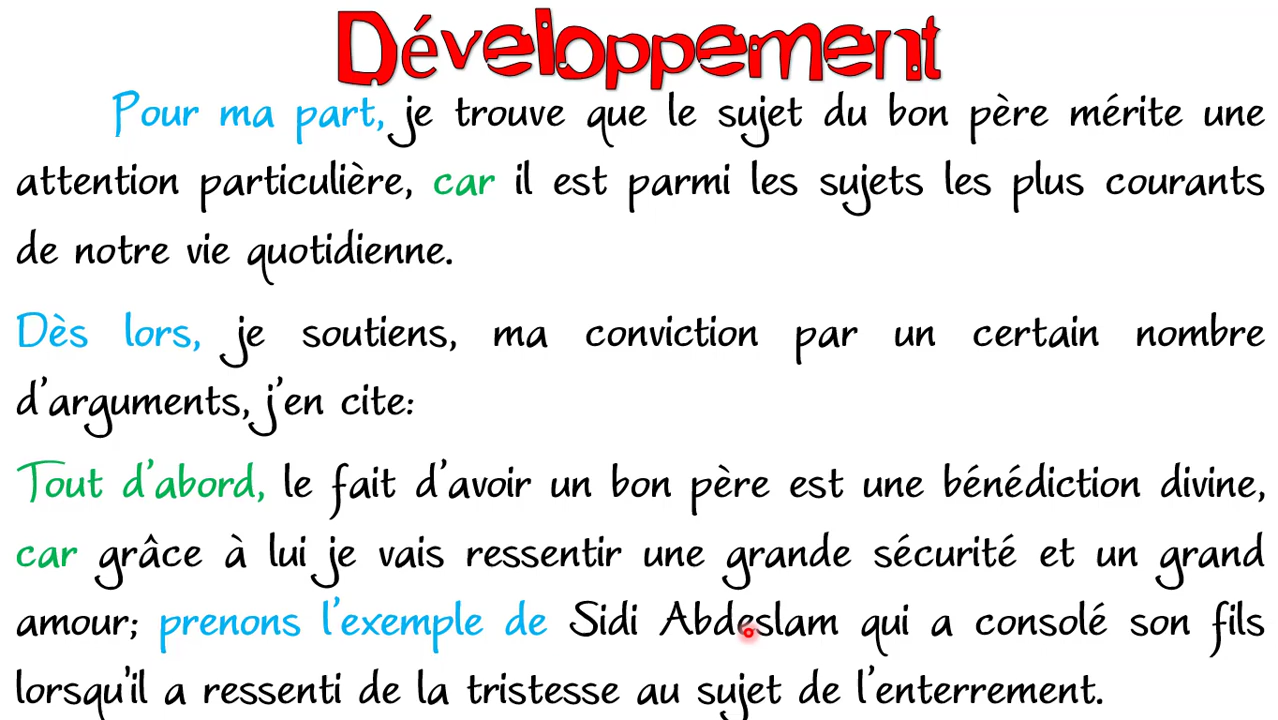 Développement
Pour ma part, je trouve que le sujet du bon père mérite une
attention particulière, car il est parmi les sujets les plus courants
de notre vie quotidienne.
Dès lors, je soutiens, ma conviction par un certain nombre
d'arguments, j'en cite:
Tout d'abord, le fait d'avoir un bon père est une bénédiction divine,
car grâce à lui je vais ressentir une grande sécurité et un grand
amour; prenons l'exemple de Sidi Abdeslam qui a consolé son fils
lorsqu'il a ressenti de la tristesse au sujet de l'enterrement.